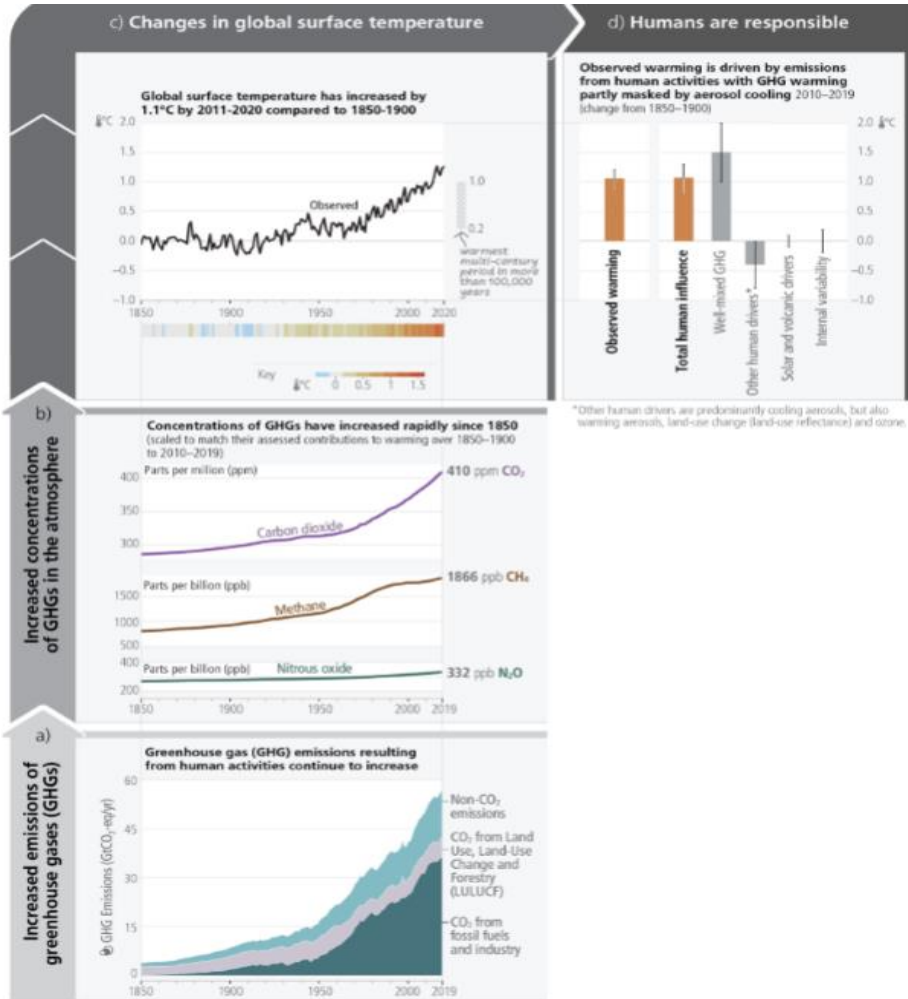 c) Changes in global surface temperature
d) Humans are responsible
Global surface temperature has increased by
1.1°C by 2011-2020 compared to 1850-1900
°C
2.0
1.5
1.0
0.5
0.0
−0.5
−1.0
Observed
1.0
0.2
warmest
multi-century
period in more
than 100,000
years
1850
1900
1950
2000
2020
Key
°C
0
0.5
1
1.5
Observed warming is driven by emissions
from human activities with GHG warming
partly masked by aerosol cooling 2010–2019
(change from 1850–1900)
2.0 °C
1.5
1.0
0.5
0.0
−0.5
−1.0
Observed warming
Total human influence
Well-mixed GHG
Other human drivers*
Solar and volcanic drivers
Internal variability
*Other human drivers are predominantly cooling aerosols, but also
warming aerosols, land-use change (land-use reflectance) and ozone.
b)
Increased concentrations
of GHGs in the atmosphere
Concentrations of GHGs have increased rapidly since 1850
(scaled to match their assessed contributions to warming over 1850–1900
to 2010–2019)
Parts per million (ppm)
400
350
300
Carbon dioxide
410 ppm CO₂
Parts per billion (ppb)
1500
1000
500
Methane
1866 ppb CH₄
Parts per billion (ppb)
400
200
Nitrous oxide
332 ppb N₂O
1850
1900
1950
2000
2019
a)
Increased emissions of
greenhouse gases (GHGs)
Greenhouse gas (GHG) emissions resulting
from human activities continue to increase
GHG Emissions (GtCO₂-eq/yr)
60
45
30
15
0
Non-CO₂
emissions
CO₂ from Land
Use, Land-Use
Change and
Forestry
(LULUCF)
CO₂ from
fossil fuels
and industry
1850
1900
1950
2000
2019